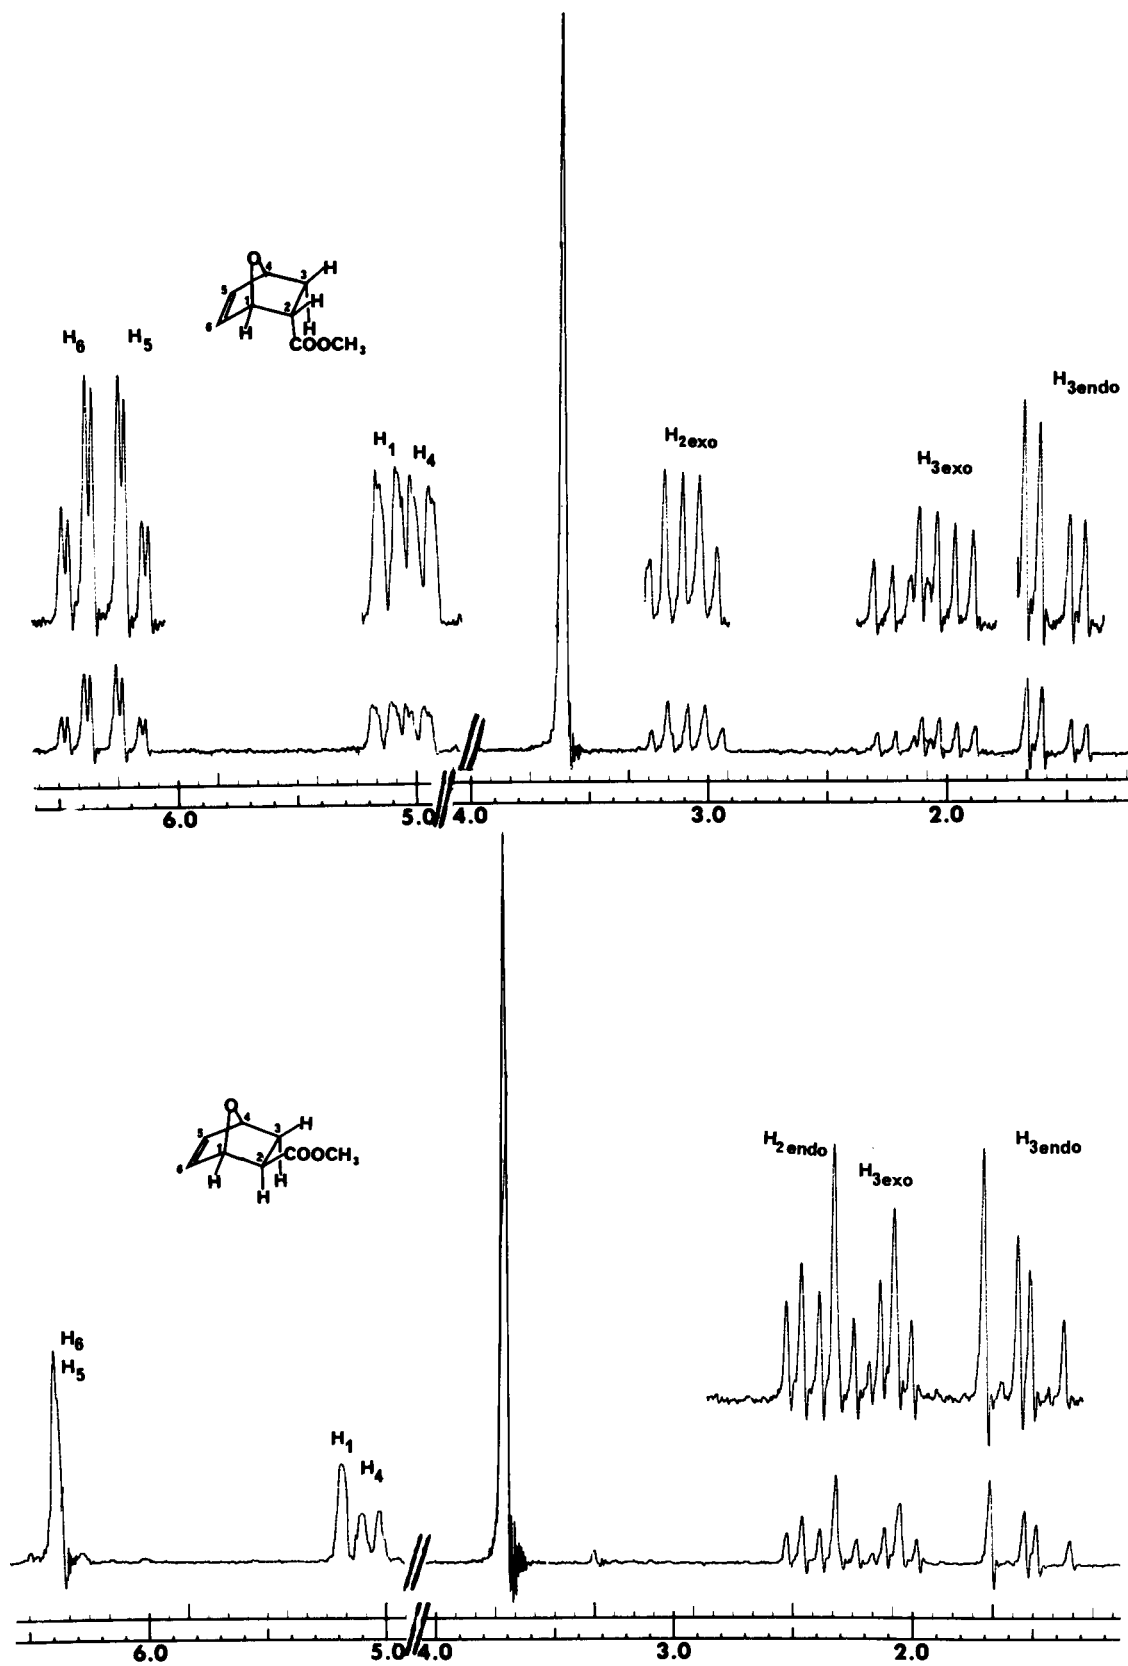 O
4
3
H
5
1
2
H
6
H
H
COOCH₃
H₆ H₅
H₁ H₄
H₂exo
H₃exo
H₃endo
6.0 5.0 4.0 3.0 2.0
O
4
3
H
5
1
2
COOCH₃
6
H
H
H
H₆
H₅
H₁
H₄
H₂endo
H₃exo
H₃endo
6.0 5.0 4.0 3.0 2.0